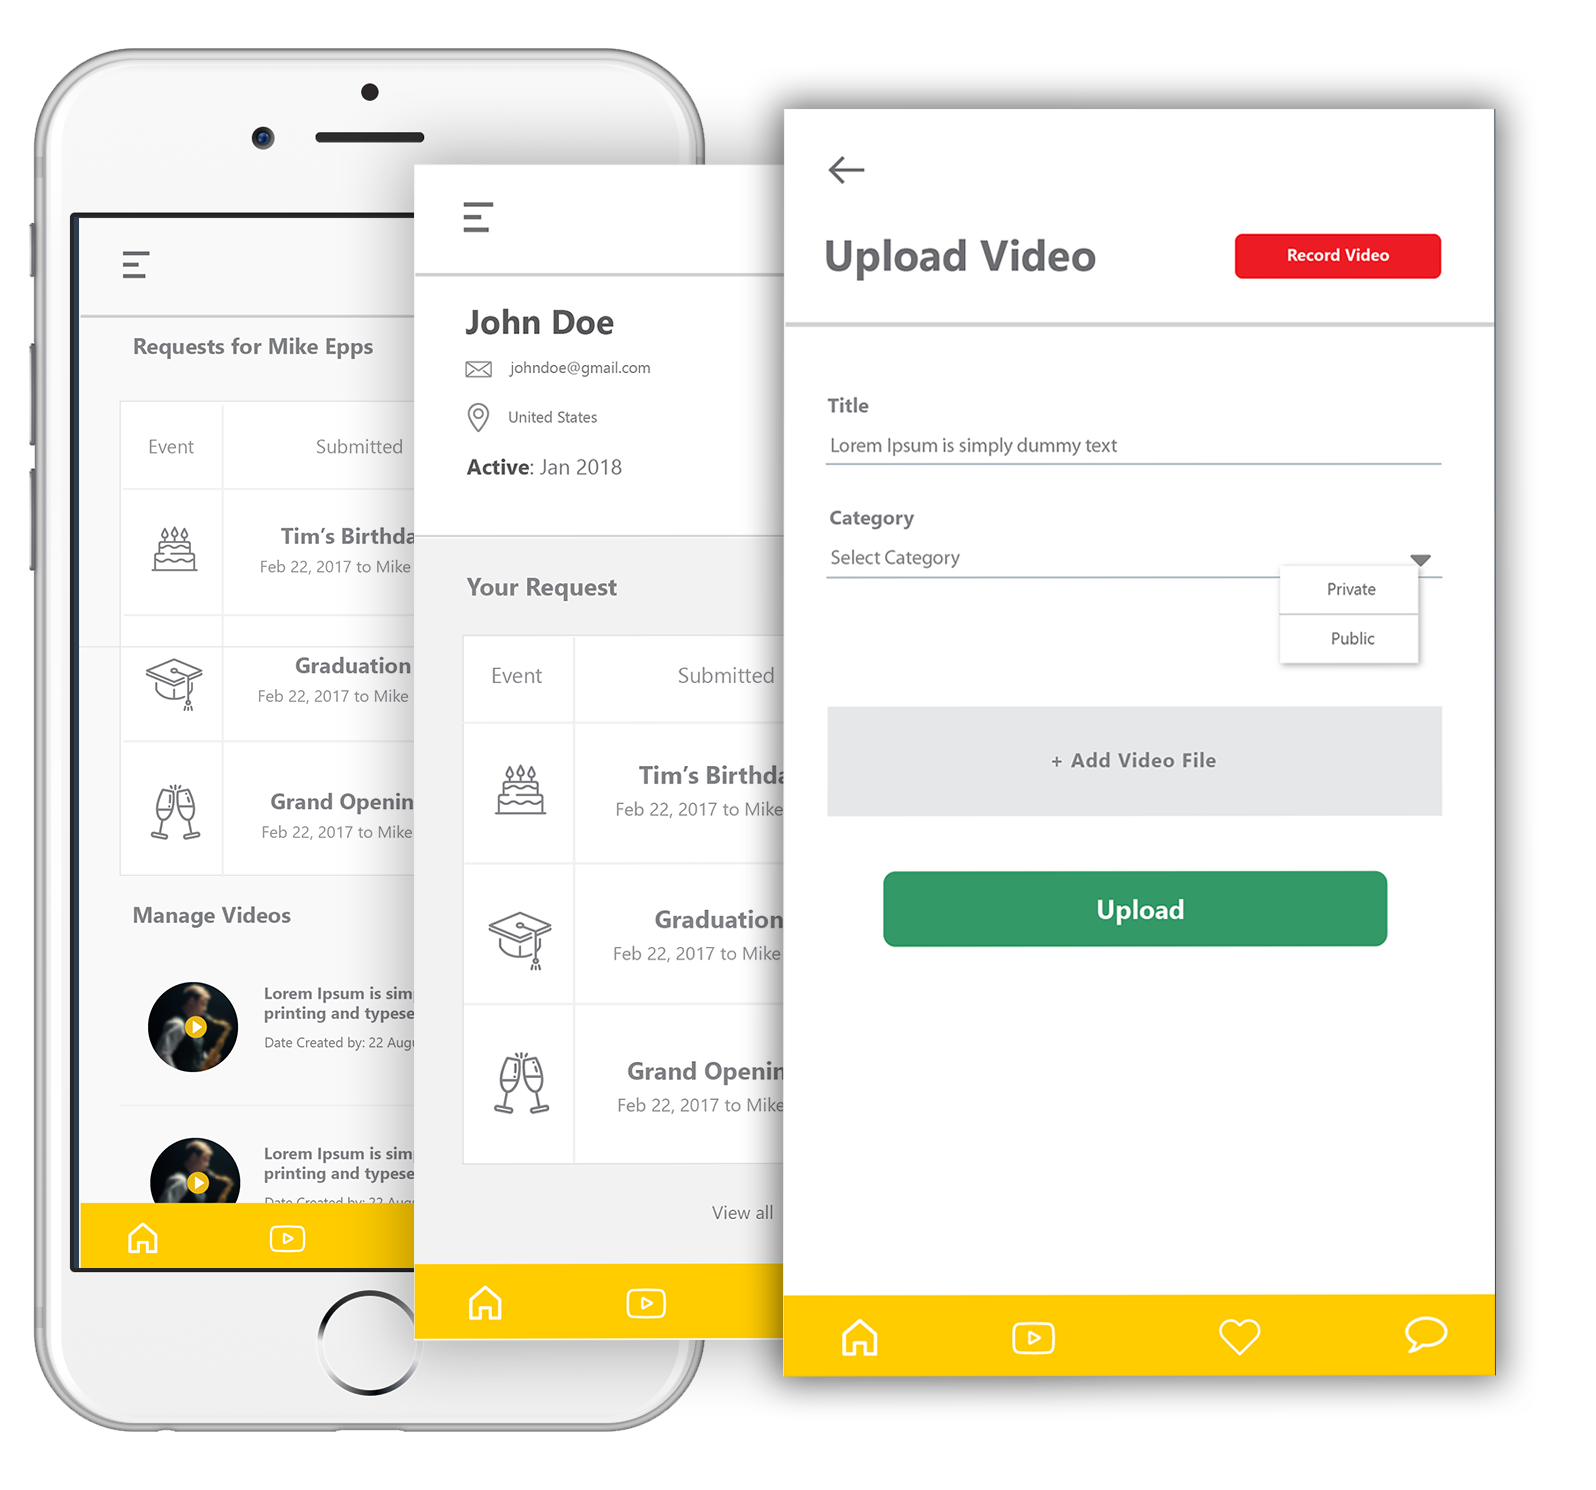 Requests for Mike Epps
Event
Submitted
Tim’s Birthda
Feb 22, 2017 to Mike
Graduation
Feb 22, 2017 to Mike
Grand Openin
Feb 22, 2017 to Mike
Manage Videos
Lorem Ipsum is sim
printing and typese
Date Created by: 22 Augu
Lorem Ipsum is sim
printing and typese
Date Created by: 22 Augu
John Doe
johndoe@gmail.com
United States
Active: Jan 2018
Your Request
Event
Submitted
Tim’s Birthda
Feb 22, 2017 to Mike
Graduation
Feb 22, 2017 to Mike
Grand Openin
Feb 22, 2017 to Mike
View all
Upload Video
Record Video
Title
Lorem Ipsum is simply dummy text
Category
Select Category
Private
Public
+ Add Video File
Upload